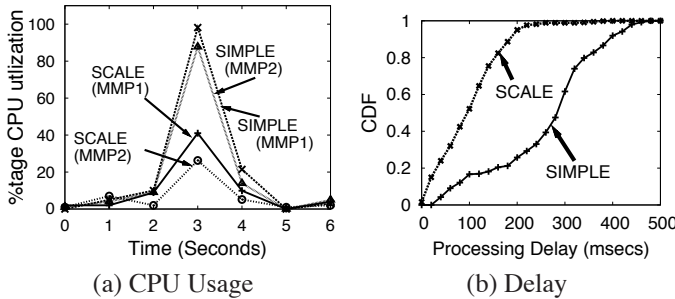 %tage CPU utlization
100
80
60
40
20
0
0 1 2 3 4 5 6
Time (Seconds)
SCALE
(MMP1)
SCALE
(MMP2)
SIMPLE
(MMP2)
SIMPLE
(MMP1)
(a) CPU Usage
CDF
1
0.8
0.6
0.4
0.2
0
0 100 200 300 400 500
Processing Delay (msecs)
SCALE
SIMPLE
(b) Delay